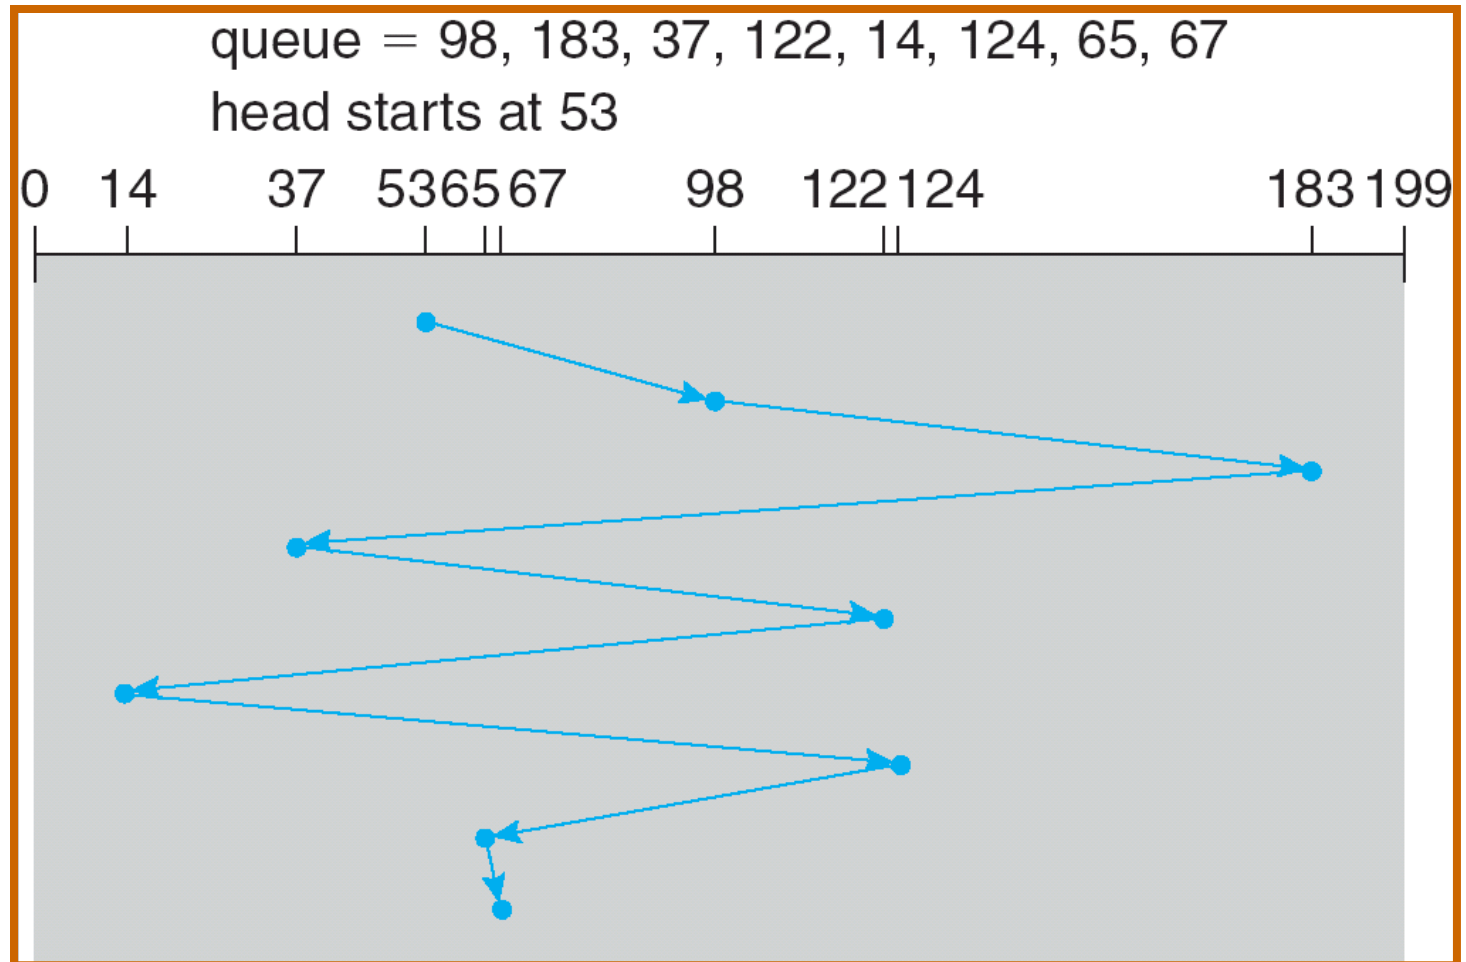 queue = 98, 183, 37, 122, 14, 124, 65, 67
head starts at 53
0 14 37 53 65 67 98 122 124 183 199